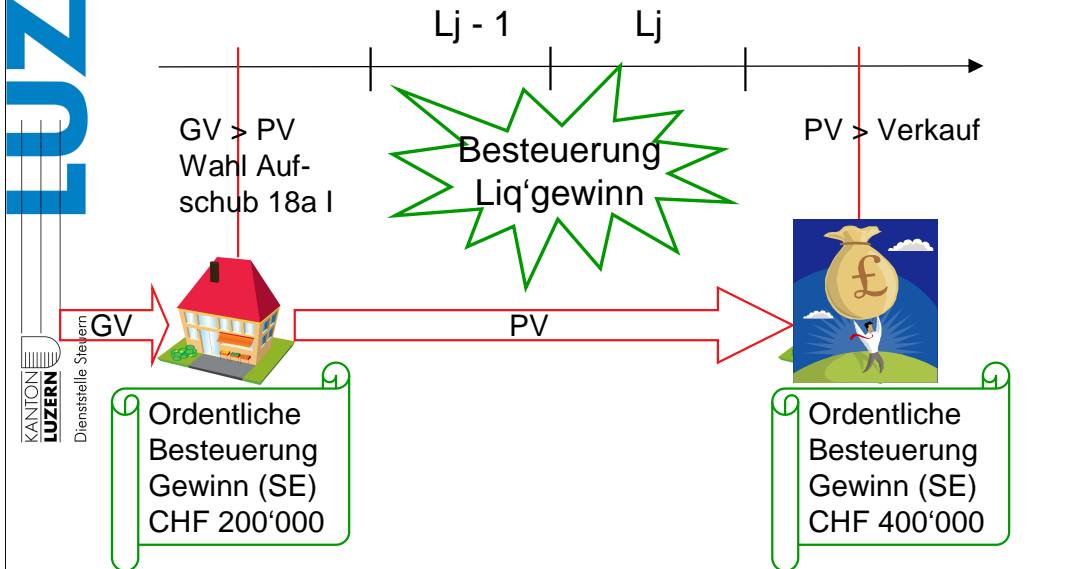 LUZ
KANTON
LUZERN
Dienststelle Steuern
Lj - 1
Lj
GV > PV
Wahl Auf-
schub 18a I
Besteuerung
Liq‘gewinn
PV > Verkauf
GV
PV
£
Ordentliche
Besteuerung
Gewinn (SE)
CHF 200‘000
Ordentliche
Besteuerung
Gewinn (SE)
CHF 400‘000